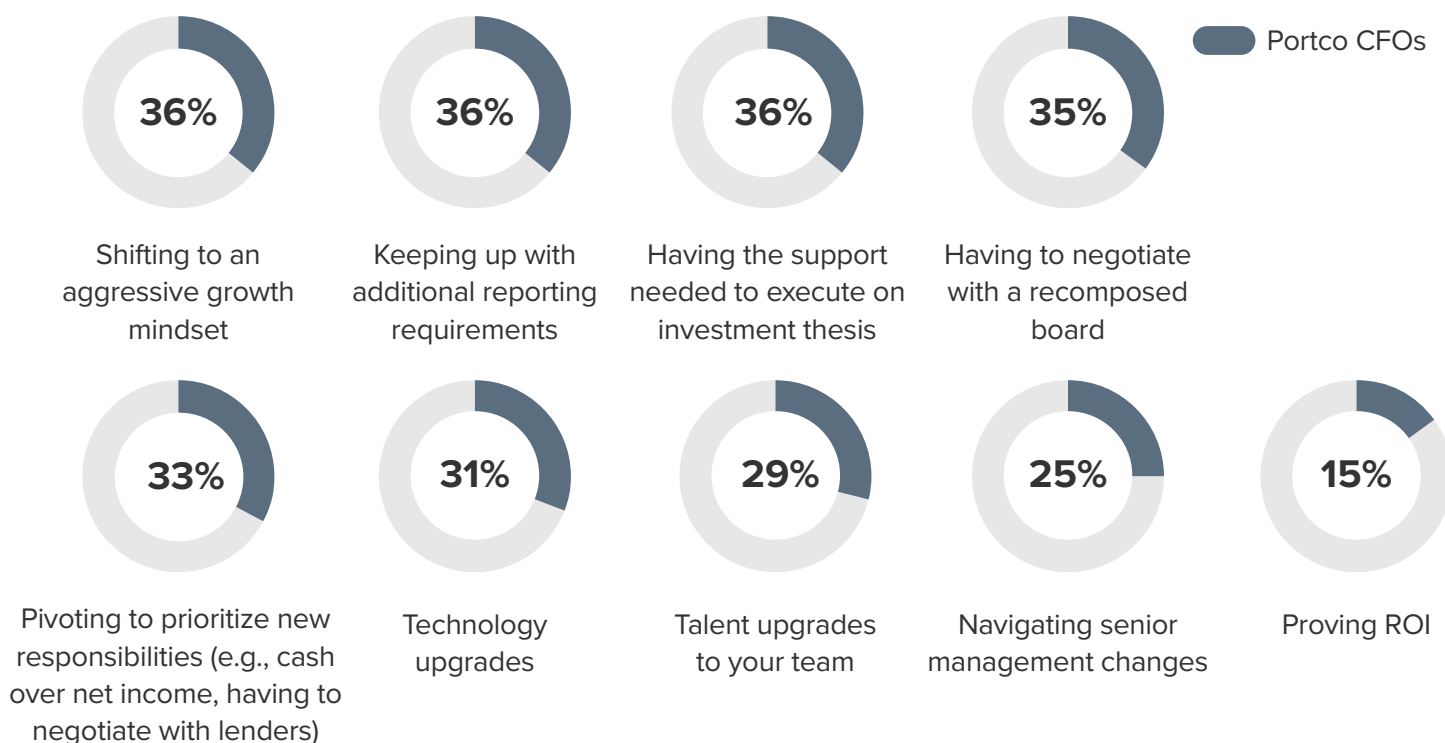 Portco CFOs
36%
36%
36%
35%
Shifting to an
aggressive growth
mindset
Keeping up with
additional reporting
requirements
Having the support
needed to execute on
investment thesis
Having to negotiate
with a recomposed
board
33%
31%
29%
25%
15%
Pivoting to prioritize new
responsibilities (e.g., cash
over net income, having to
negotiate with lenders)
Technology
upgrades
Talent upgrades
to your team
Navigating senior
management changes
Proving ROI